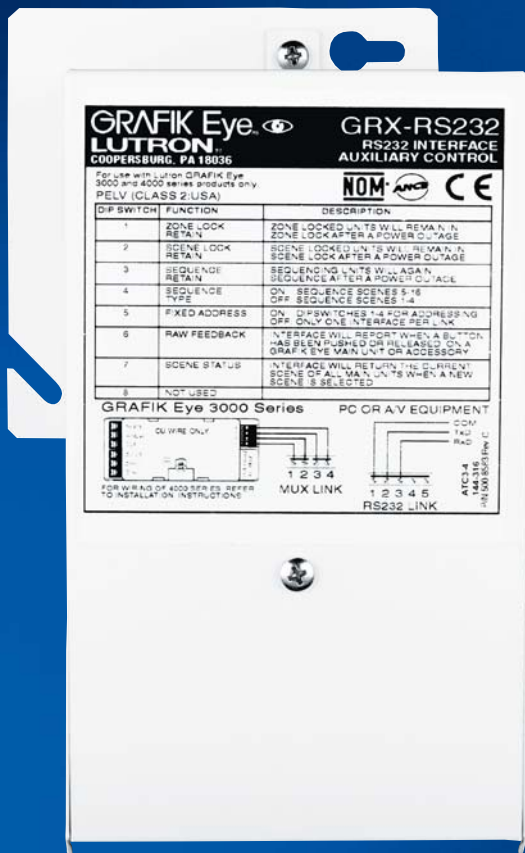 GRAFIK Eye®
LUTRON®
COOPERSBURG, PA 18036
GRX-RS232
RS232 INTERFACE
AUXILIARY CONTROL
For use with Lutron GRAFIK Eye
3000 and 4000 series products only.
PELV (CLASS 2:USA)
NOM ANCE CE
DIP SWITCH FUNCTION DESCRIPTION
1 ZONE LOCK RETAIN ZONE LOCKED UNITS WILL REMAIN IN
ZONE LOCK AFTER A POWER OUTAGE
2 SCENE LOCK RETAIN SCENE LOCKED UNITS WILL REMAIN IN
SCENE LOCK AFTER A POWER OUTAGE
3 SEQUENCE RETAIN SEQUENCING UNITS WILL AGAIN
SEQUENCE AFTER A POWER OUTAGE
4 SEQUENCE TYPE ON SEQUENCE SCENES 5-16
OFF SEQUENCE SCENES 1-4
5 FIXED ADDRESS ON DIPSWITCHES 1-4 FOR ADDRESSING
OFF ONLY ONE INTERFACE PER LINK
6 RAW FEEDBACK INTERFACE WILL REPORT WHEN A BUTTON
HAS BEEN PUSHED OR RELEASED ON A
GRAFIK EYE MAIN UNIT OR ACCESSORY
7 SCENE STATUS INTERFACE WILL RETURN THE CURRENT
SCENE OF ALL MAIN UNITS WHEN A NEW
SCENE IS SELECTED
8 NOT USED
GRAFIK Eye 3000 Series
CU WIRE ONLY
FOR WIRING OF 4000 SERIES, REFER
TO INSTALLATION INSTRUCTIONS
1 2 3 4
MUX LINK
PC OR A/V EQUIPMENT
COM
TXD
RXD
1 2 3 4 5
RS232 LINK
ATC3-4
144-316
P/N 500-8583 Rev. C